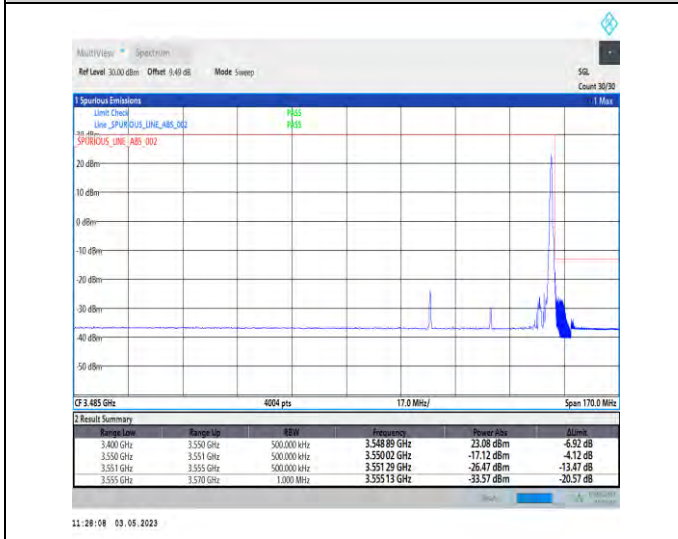 MultiView Spectrum
Ref Level 30.00 dBm Offset 9.49 dB Mode Sweep SGL
Count 30/30
1 Spurious Emissions 1 Max
Limit Check PASS
Line _SPURIOUS_LINE_ABS_002 PASS
30 dBm
_SPURIOUS_LINE_ABS_002
20 dBm
10 dBm
0 dBm
-10 dBm
-20 dBm
-30 dBm
-40 dBm
-50 dBm
CF 3.485 GHz 4004 pts 17.0 MHz/ Span 170.0 MHz
2 Result Summary
Range Low Range Up RBW Frequency Power Abs ΔLimit
3.400 GHz 3.550 GHz 500.000 kHz 3.548 89 GHz 23.08 dBm -6.92 dB
3.550 GHz 3.551 GHz 500.000 kHz 3.550 02 GHz -17.12 dBm -4.12 dB
3.551 GHz 3.555 GHz 500.000 kHz 3.551 29 GHz -26.47 dBm -13.47 dB
3.555 GHz 3.570 GHz 1.000 MHz 3.555 13 GHz -33.57 dBm -20.57 dB
11:28:08 03.05.2023